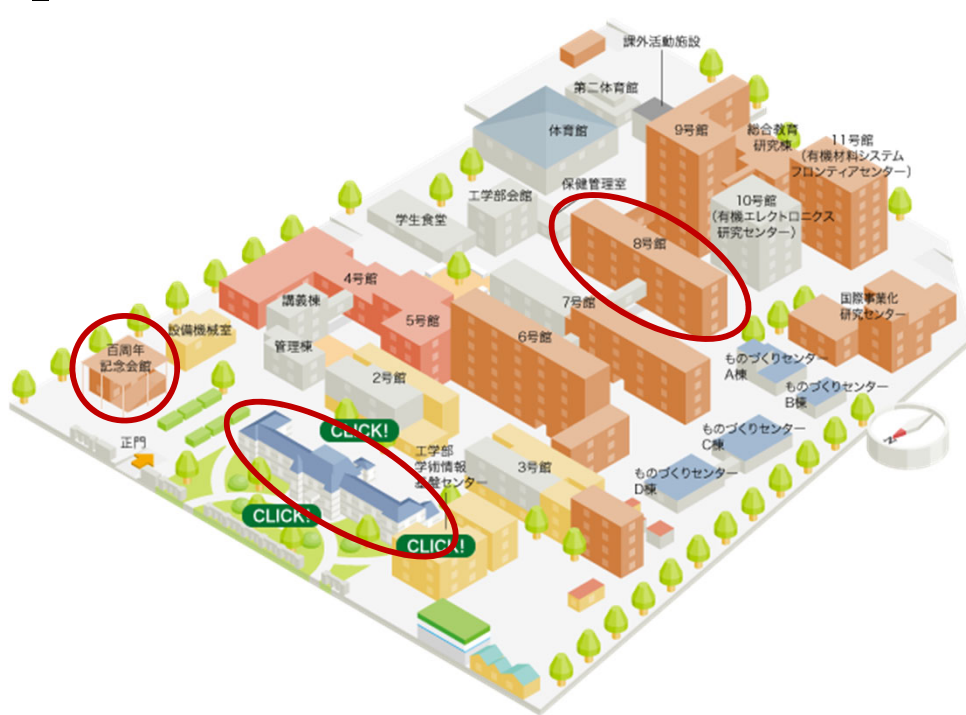 課外活動施設
第二体育館
体育館
9号館
総合教育
研究棟
11号館
(有機材料システム
フロンティアセンター)
保健管理室
工学部会館
学生食堂
10号館
(有機エレクトロニクス
研究センター)
8号館
4号館
講義棟
7号館
国際事業化
研究センター
5号館
設備機械室
6号館
管理棟
百周年
記念会館
2号館
ものづくりセンター
A棟
ものづくりセンター
B棟
CLICK!
ものづくりセンター
C棟
正門
工学部
学術情報
基盤センター
3号館
ものづくりセンター
D棟
CLICK!
CLICK!
N